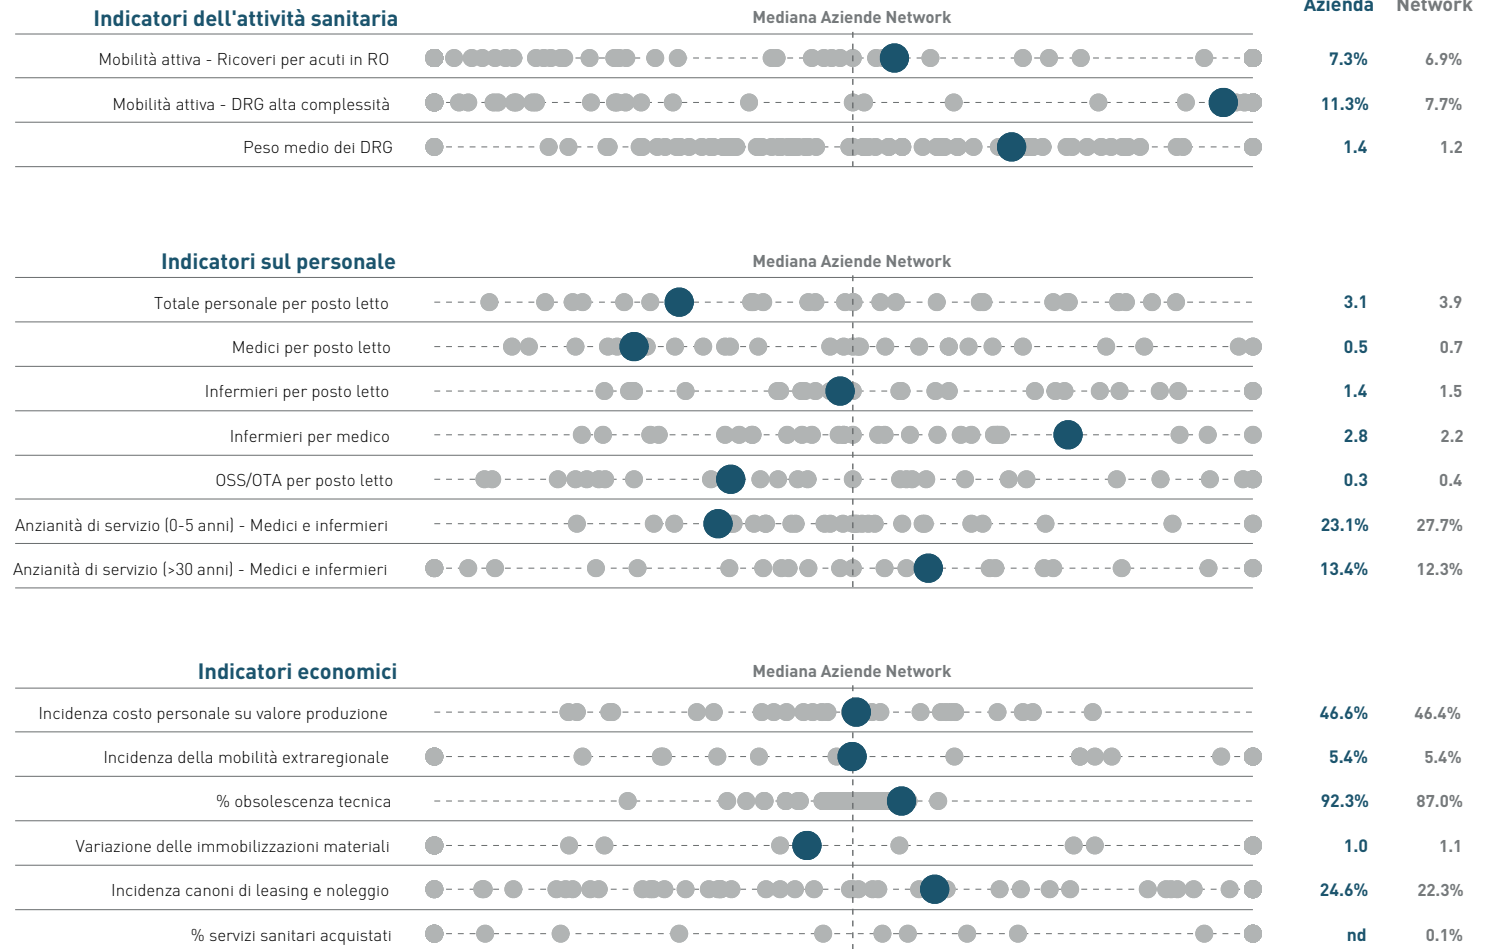 Azienda Network
Indicatori dell'attività sanitaria Mediana Aziende Network
Mobilità attiva - Ricoveri per acuti in RO 7.3% 6.9%
Mobilità attiva - DRG alta complessità 11.3% 7.7%
Peso medio dei DRG 1.4 1.2
Indicatori sul personale Mediana Aziende Network
Totale personale per posto letto 3.1 3.9
Medici per posto letto 0.5 0.7
Infermieri per posto letto 1.4 1.5
Infermieri per medico 2.8 2.2
OSS/OTA per posto letto 0.3 0.4
Anzianità di servizio (0-5 anni) - Medici e infermieri 23.1% 27.7%
Anzianità di servizio (>30 anni) - Medici e infermieri 13.4% 12.3%
Indicatori economici Mediana Aziende Network
Incidenza costo personale su valore produzione 46.6% 46.4%
Incidenza della mobilità extraregionale 5.4% 5.4%
% obsolescenza tecnica 92.3% 87.0%
Variazione delle immobilizzazioni materiali 1.0 1.1
Incidenza canoni di leasing e noleggio 24.6% 22.3%
% servizi sanitari acquistati nd 0.1%